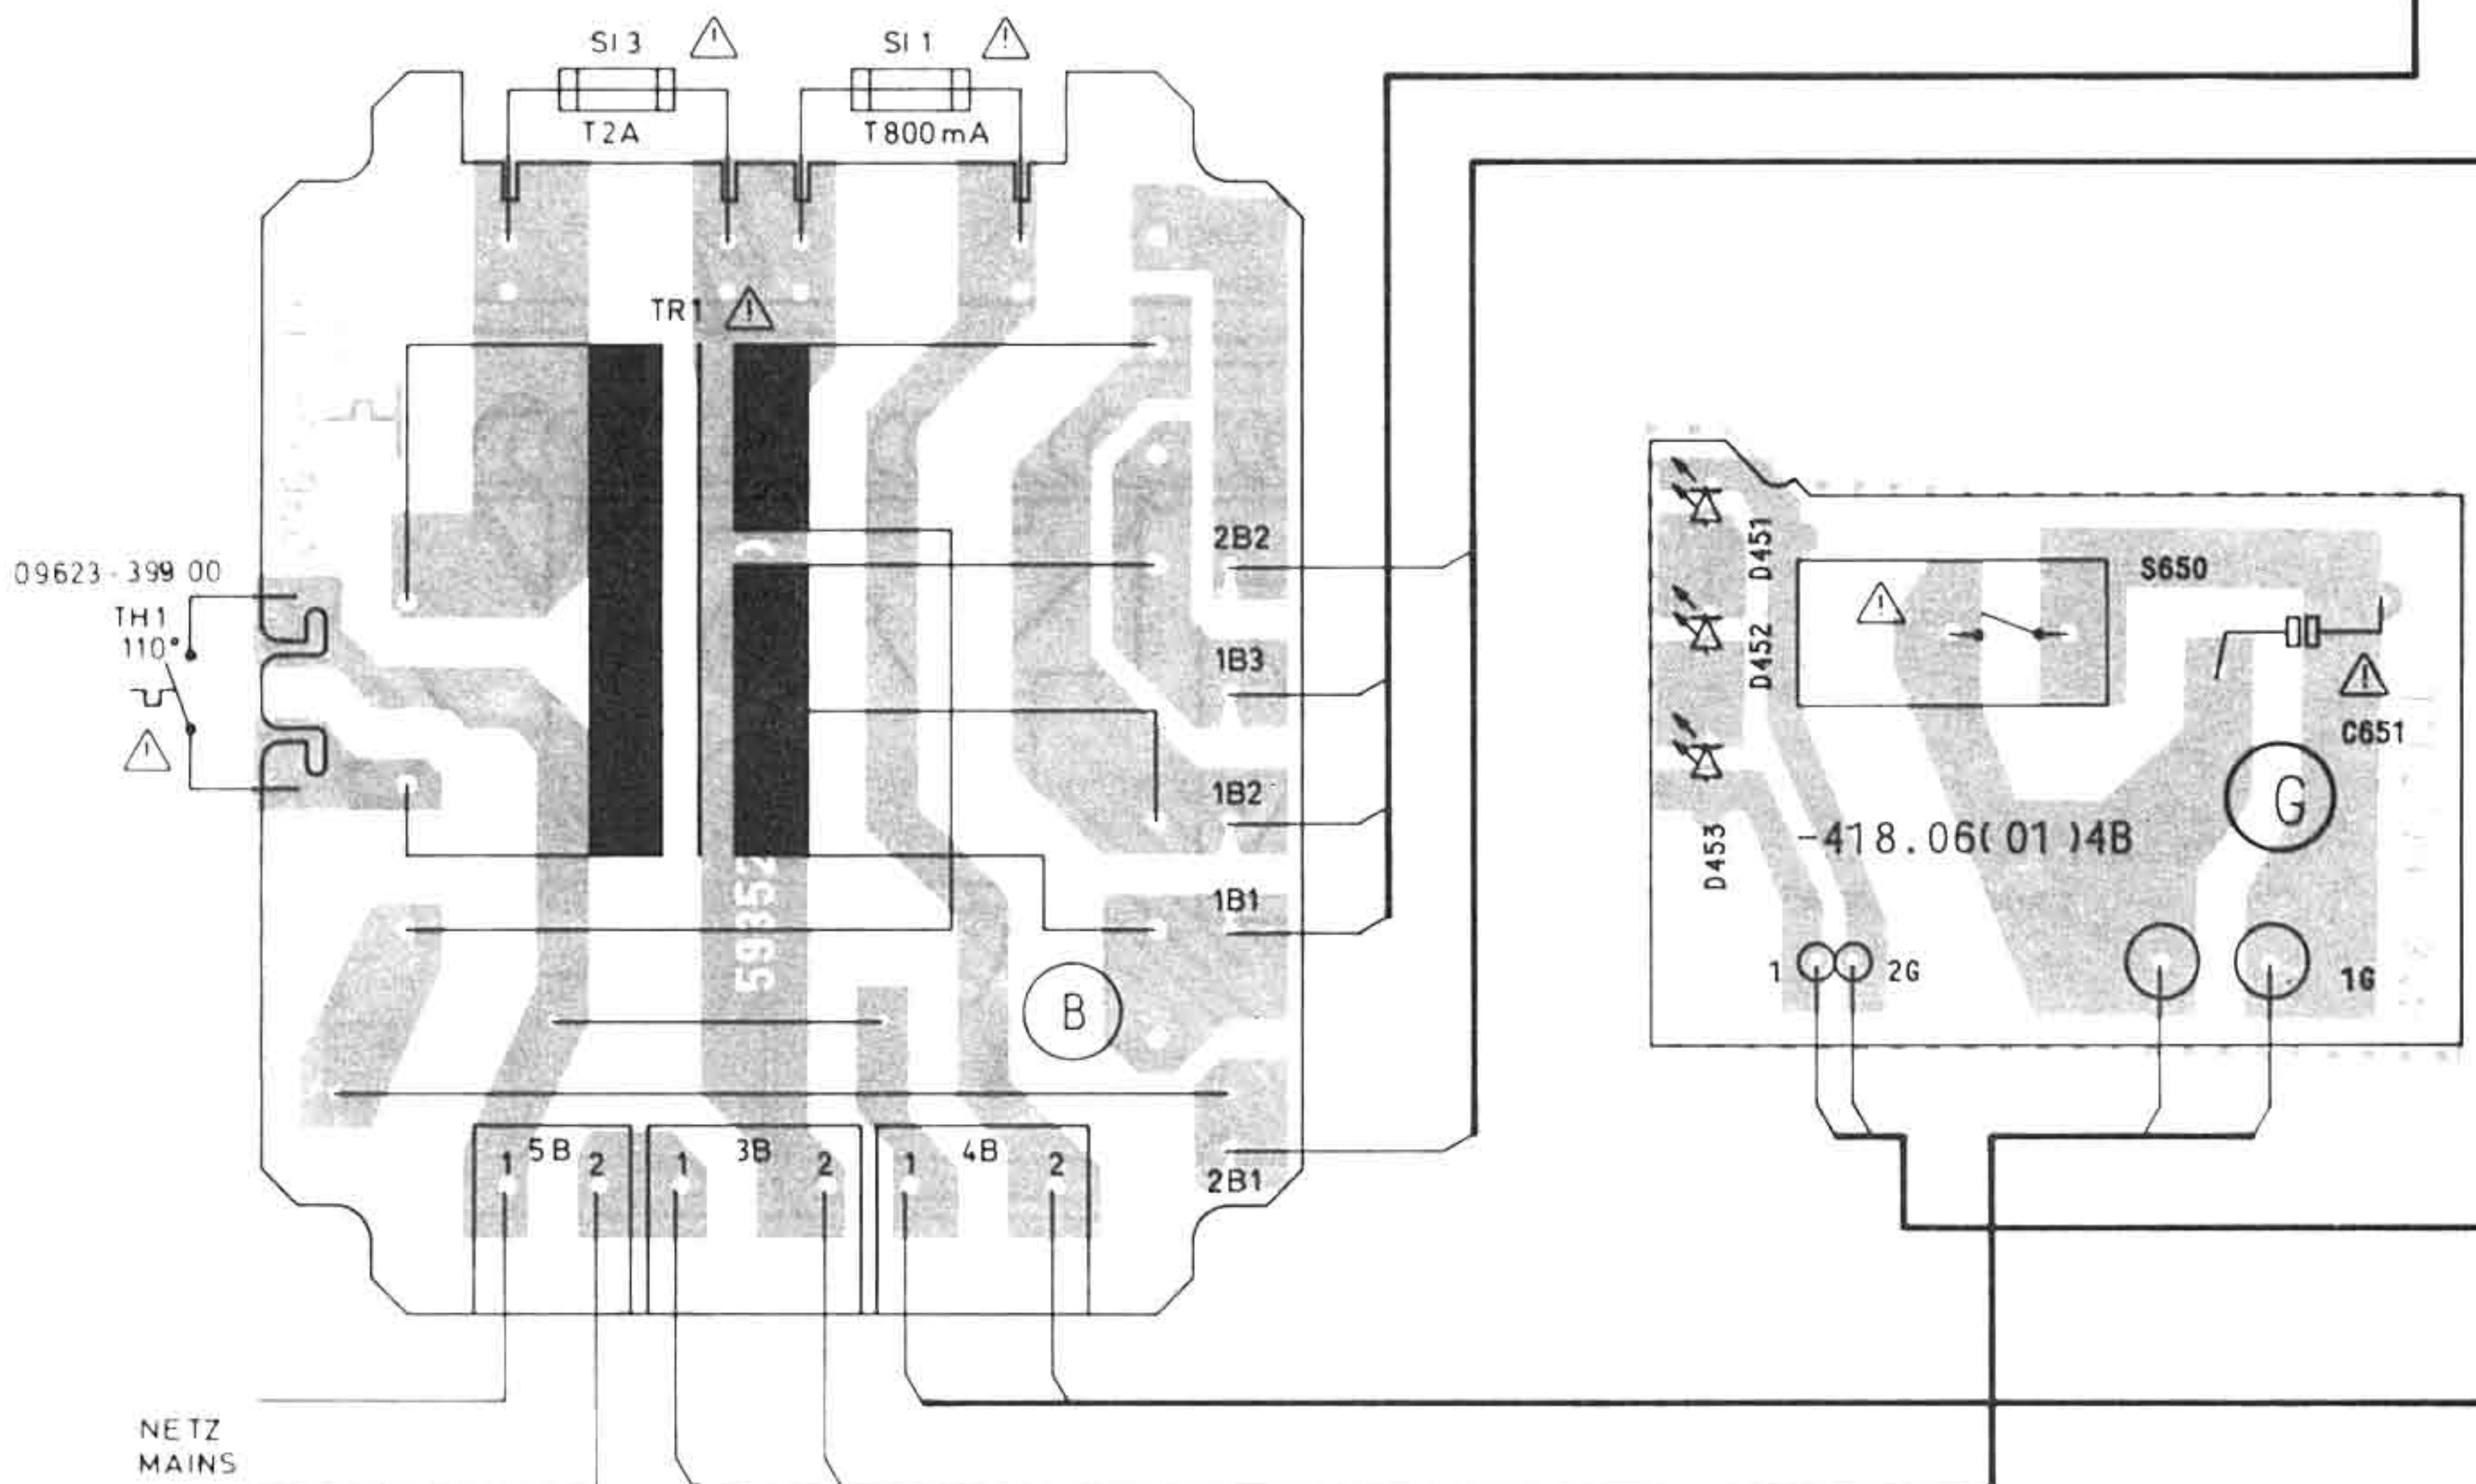 SI 3
SI 1
T2A
T800mA
TR1
2B2
09623-399 00
TH1
110°
1B3
1B2
1B1
59352
B
5B
1
2
3B
1
2
4B
1
2
2B1
NETZ
MAINS
D451
D452
D453
S650
C651
G
-418.06(01)4B
1
2G
1G